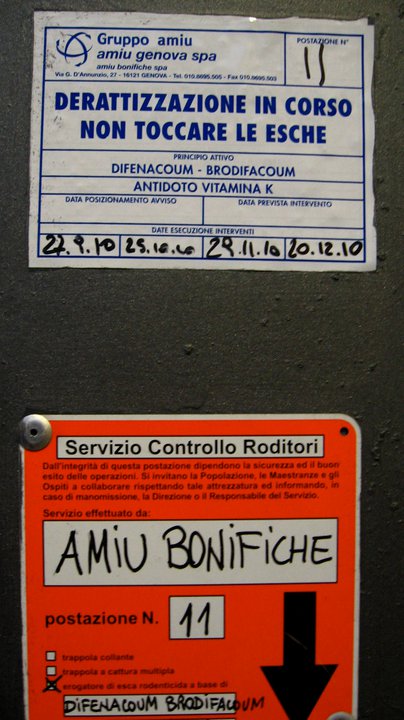 Gruppo amiu
amiu genova spa
amiu bonifiche spa
Via G. D'Annunzio, 27 - 16121 GENOVA - Tel. 010.6695.505 - Fax 010.6695.503
POSTAZIONE N°
11
DERATTIZZAZIONE IN CORSO
NON TOCCARE LE ESCHE
PRINCIPIO ATTIVO
DIFENACOUM - BRODIFACOUM
ANTIDOTO VITAMINA K
DATA POSIZIONAMENTO AVVISO
DATA PREVISTA INTERVENTO
DATE ESECUZIONE INTERVENTI
27.9.10 25.10.10 29.11.10 20.12.10
Servizio Controllo Roditori
Dall'integrità di questa postazione dipendono la sicurezza ed il buon
esito delle operazioni. Si invitano la Popolazione, le Maestranze e gli
Ospiti a collaborare rispettando tale attrezzatura ed informando, in
caso di manomissione, la Direzione o il Responsabile del Servizio.
Servizio effettuato da:
AMIU BONIFICHE
postazione N. 11
trappola collante
trappola a cattura multipla
erogatore di esca rodenticida a base di
DIFENACOUM BRODIFACOUM